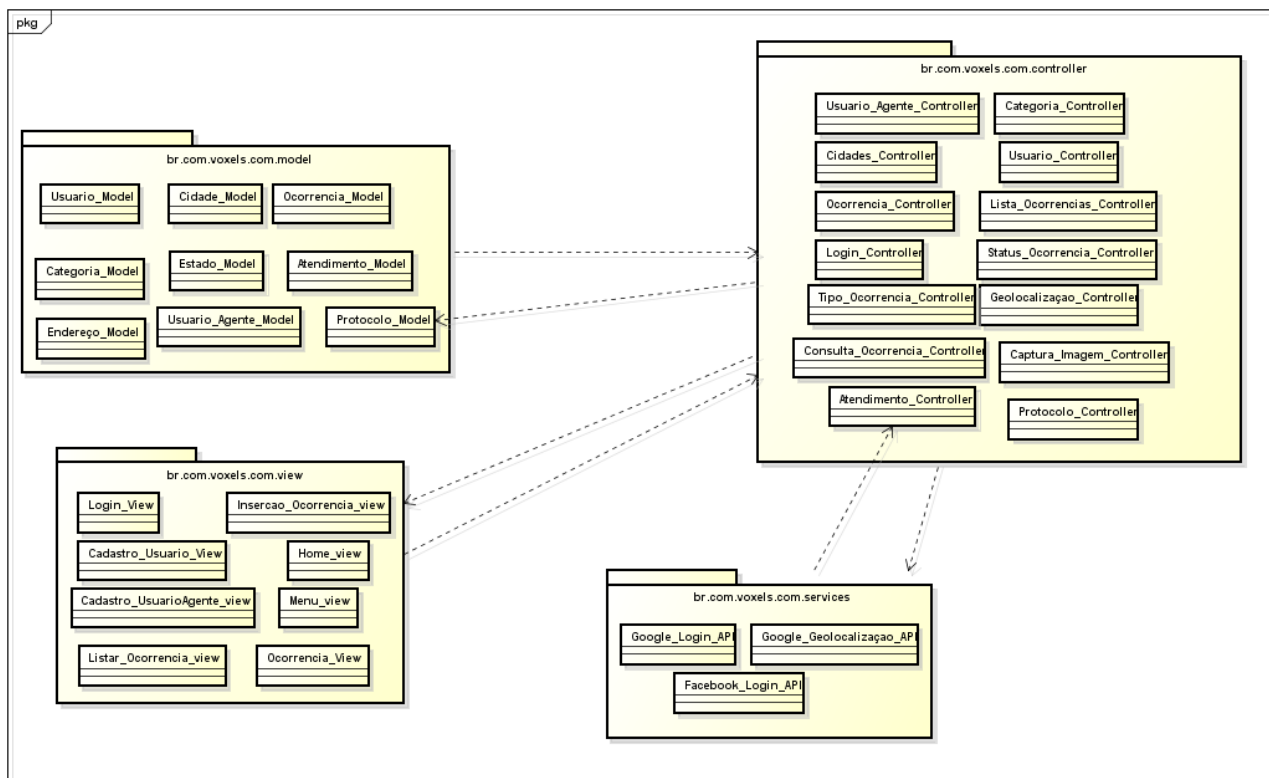 pkg
br.com.voxels.com.model
Usuario_Model
Cidade_Model
Ocorrencia_Model
Categoria_Model
Estado_Model
Atendimento_Model
Endereço_Model
Usuario_Agente_Model
Protocolo_Model
br.com.voxels.com.controller
Usuario_Agente_Controller
Categoria_Controller
Cidades_Controller
Usuario_Controller
Ocorrencia_Controller
Lista_Ocorrencias_Controller
Login_Controller
Status_Ocorrencia_Controller
Tipo_Ocorrencia_Controller
Geolocalizaçao_Controller
Consulta_Ocorrencia_Controller
Captura_Imagem_Controller
Atendimento_Controller
Protocolo_Controller
br.com.voxels.com.view
Login_View
Insercao_Ocorrencia_view
Cadastro_Usuario_View
Home_view
Cadastro_UsuarioAgente_view
Menu_view
Listar_Ocorrencia_view
Ocorrencia_View
br.com.voxels.com.services
Google_Login_API
Google_Geolocalizaçao_API
Facebook_Login_API